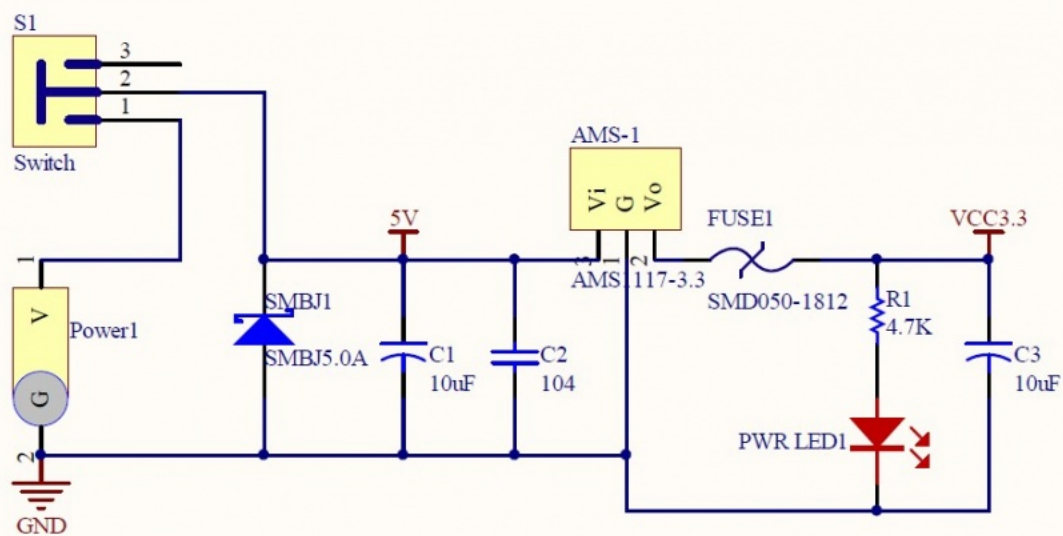 S1
3
2
1
Switch
AMS-1
Vi
G
Vo
3
1
2
AMS1117-3.3
5V
FUSE1
SMD050-1812
VCC3.3
1
V
G
2
Power1
GND
SMBJ1
SMBJ5.0A
C1
10uF
C2
104
R1
4.7K
C3
10uF
PWR LED1